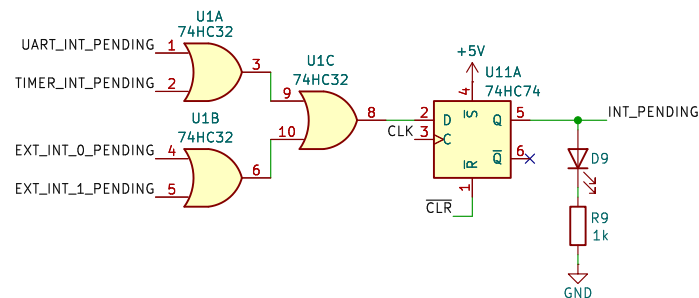 U1A
74HC32
UART_INT_PENDING
1
3
TIMER_INT_PENDING
2
U1B
74HC32
EXT_INT_0_PENDING
4
6
EXT_INT_1_PENDING
5
U1C
74HC32
9
8
10
+5V
U11A
74HC74
4
S
2
D
Q
5
CLK
3
C
Q
6
R
1
CLR
INT_PENDING
D9
R9
1k
GND